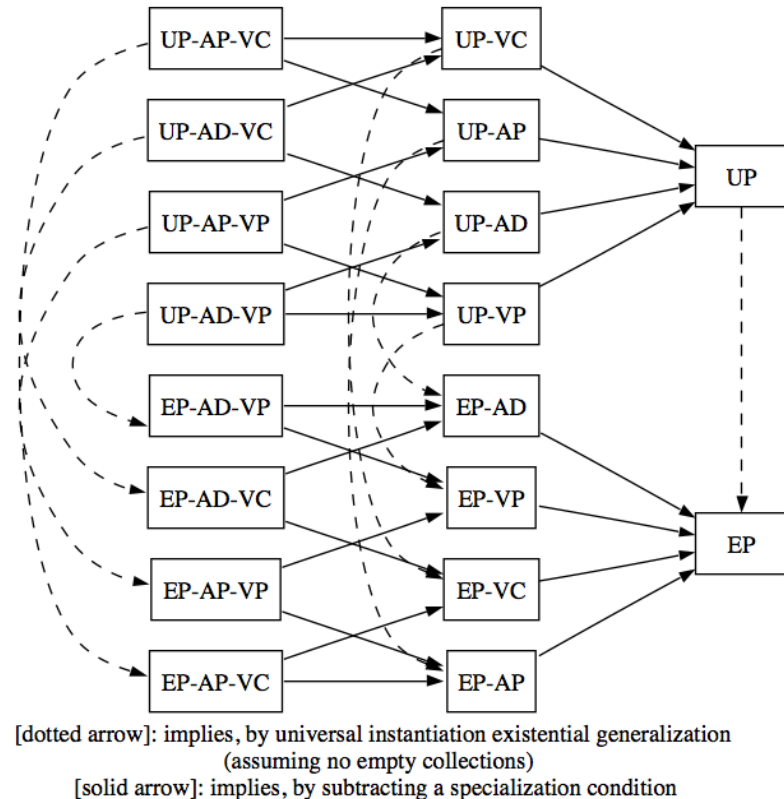 UP-AP-VC
UP-VC
UP-AD-VC
UP-AP
UP
UP-AP-VP
UP-AD
UP-AD-VP
UP-VP
EP-AD-VP
EP-AD
EP-AD-VC
EP-VP
EP
EP-AP-VP
EP-VC
EP-AP-VC
EP-AP
[dotted arrow]: implies, by universal instantiation existential generalization
(assuming no empty collections)
[solid arrow]: implies, by subtracting a specialization condition